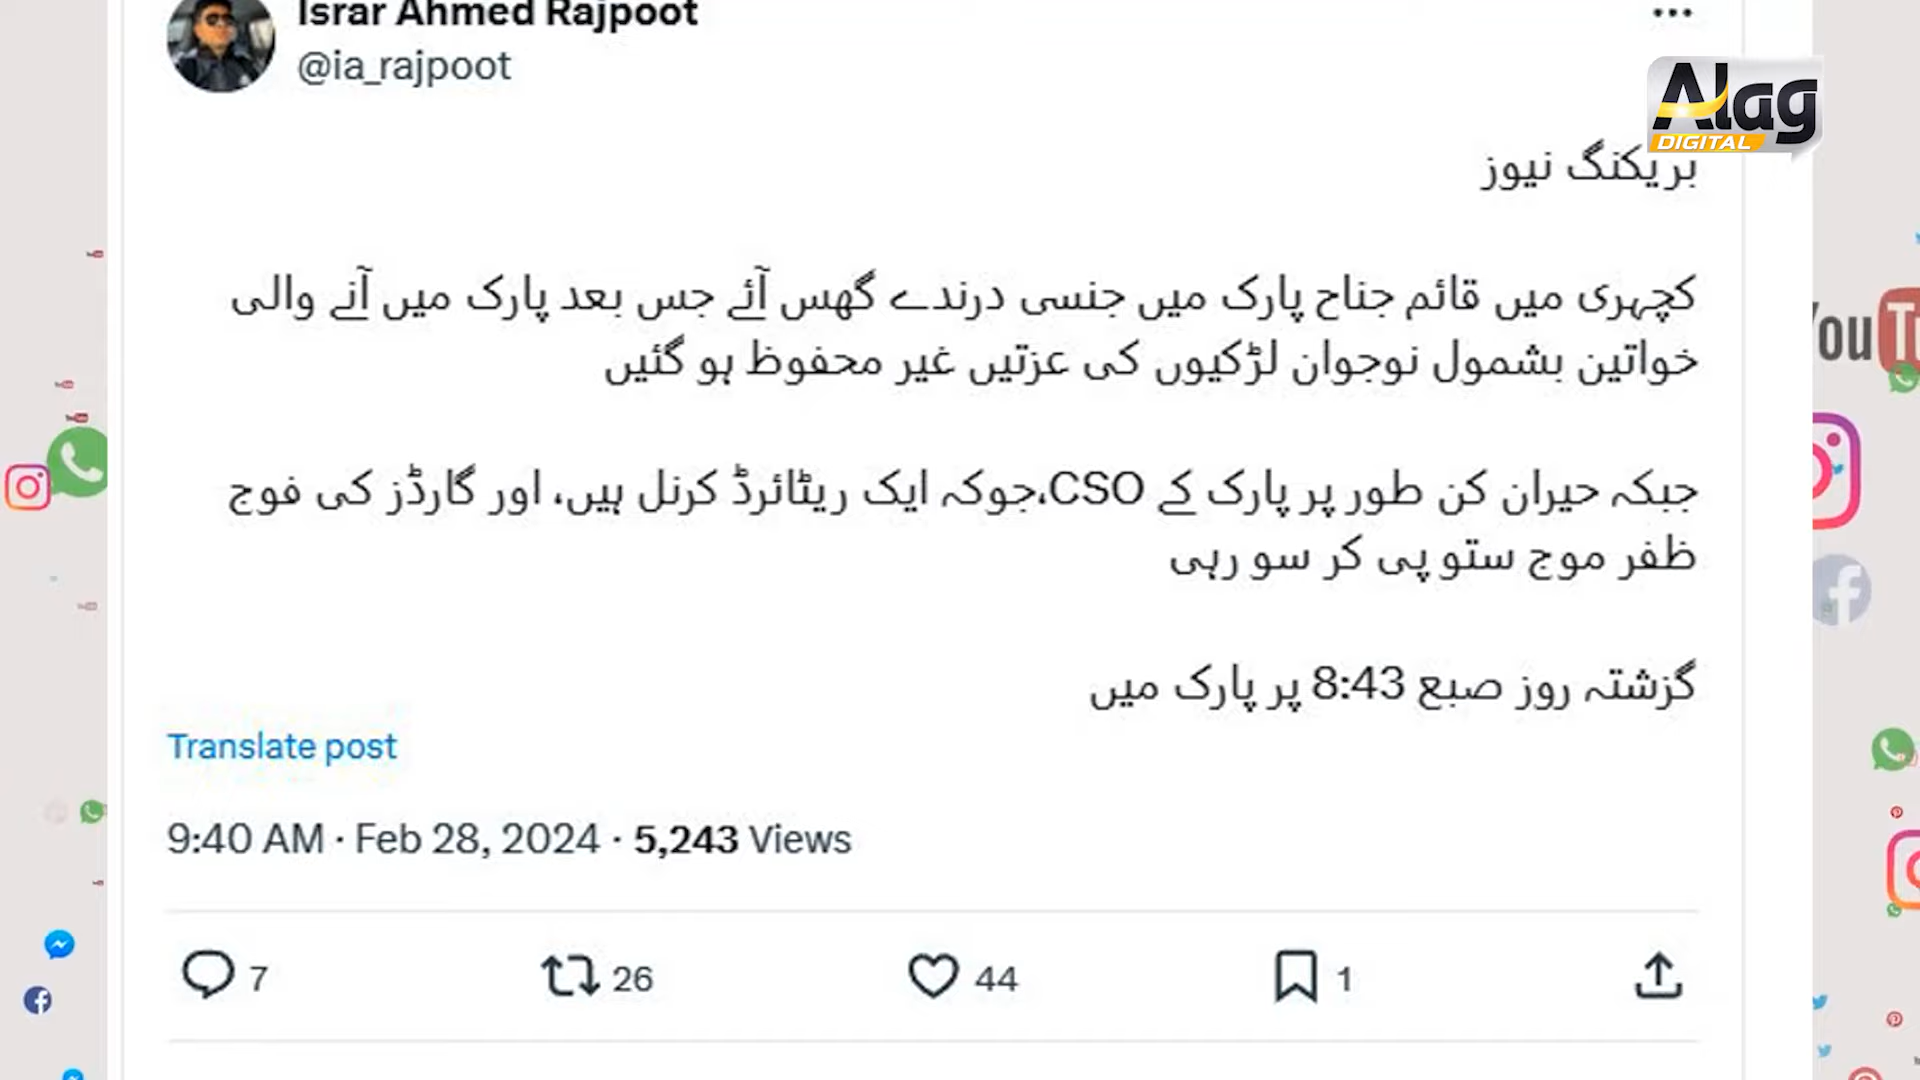 Israr Ahmed Rajpoot
@ia_rajpoot
Alag
DIGITAL
بریکنگ نیوز
کچہری میں قائم جناح پارک میں جنسی درندے گھس آئے جس بعد پارک میں آنے والی
خواتین بشمول نوجوان لڑکیوں کی عزتیں غیر محفوظ ہو گئیں
جبکہ حیران کن طور پر پارک کے CSO،جوکہ ایک ریٹائرڈ کرنل ہیں، اور گارڈز کی فوج
ظفر موج ستو پی کر سو رہی
گزشتہ روز صبع 8:43 پر پارک میں
Translate post
9:40 AM · Feb 28, 2024 · 5,243 Views
7 26 44 1